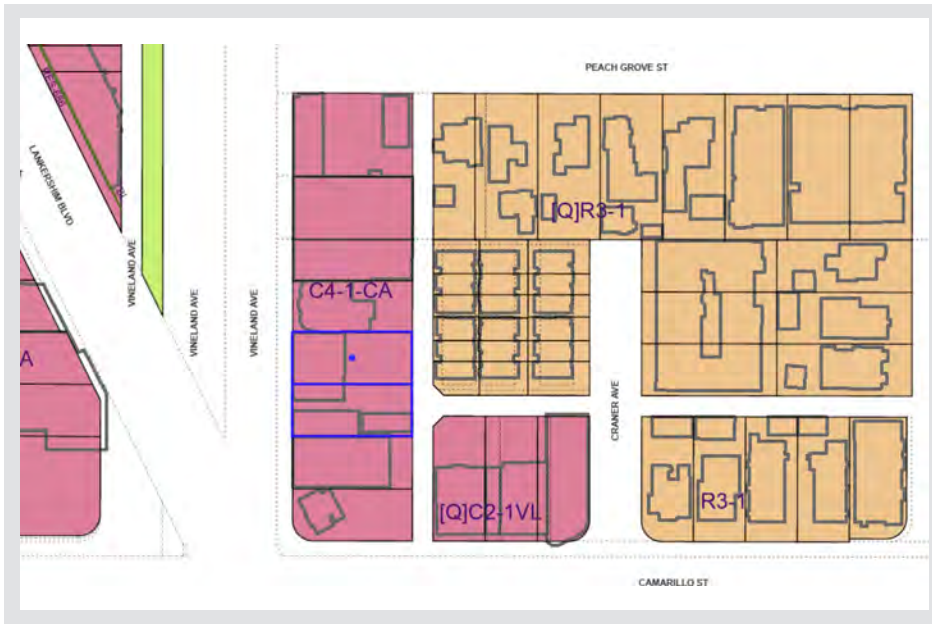 PEACH GROVE ST
LANKERSHIM BLVD
VINELAND AVE
VINELAND AVE
VINELAND AVE
[Q]R3-1
C4-1-CA
A
CRANER AVE
[Q]C2-1VL
R3-1
CAMARILLO ST